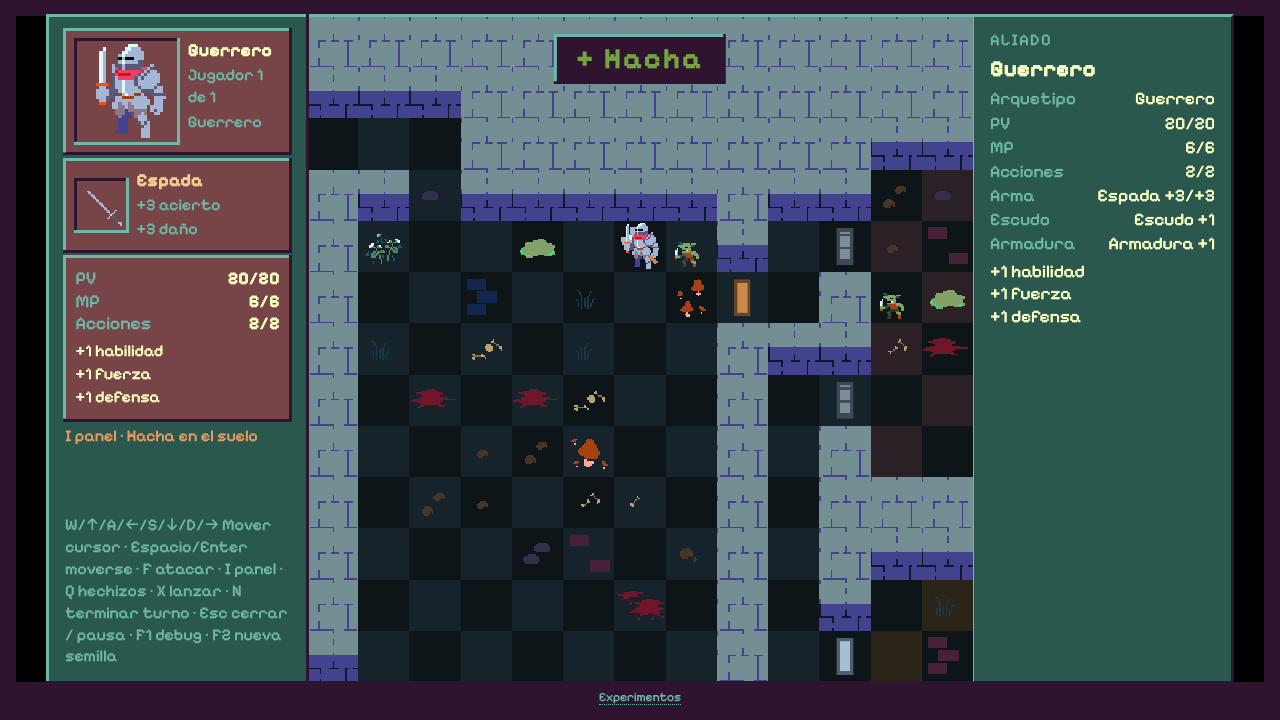 Guerrero
Jugador 1
de 1
Guerrero
Espada
+3 acierto
+3 daño
PV 20/20
MP 6/6
Acciones 2/2
+1 habilidad
+1 fuerza
+1 defensa
I panel · Hacha en el suelo
W/↑/A/←/S/↓/D/→ Mover
cursor · Espacio/Enter
moverse · F atacar · I panel ·
Q hechizos · X lanzar · N
terminar turno · Esc cerrar
/ pausa · F1 debug · F2 nueva
semilla
+ Hacha
ALIADO
Guerrero
Arquetipo Guerrero
PV 20/20
MP 6/6
Acciones 2/2
Arma Espada +3/+3
Escudo Escudo +1
Armadura Armadura +1
+1 habilidad
+1 fuerza
+1 defensa
Experimentos